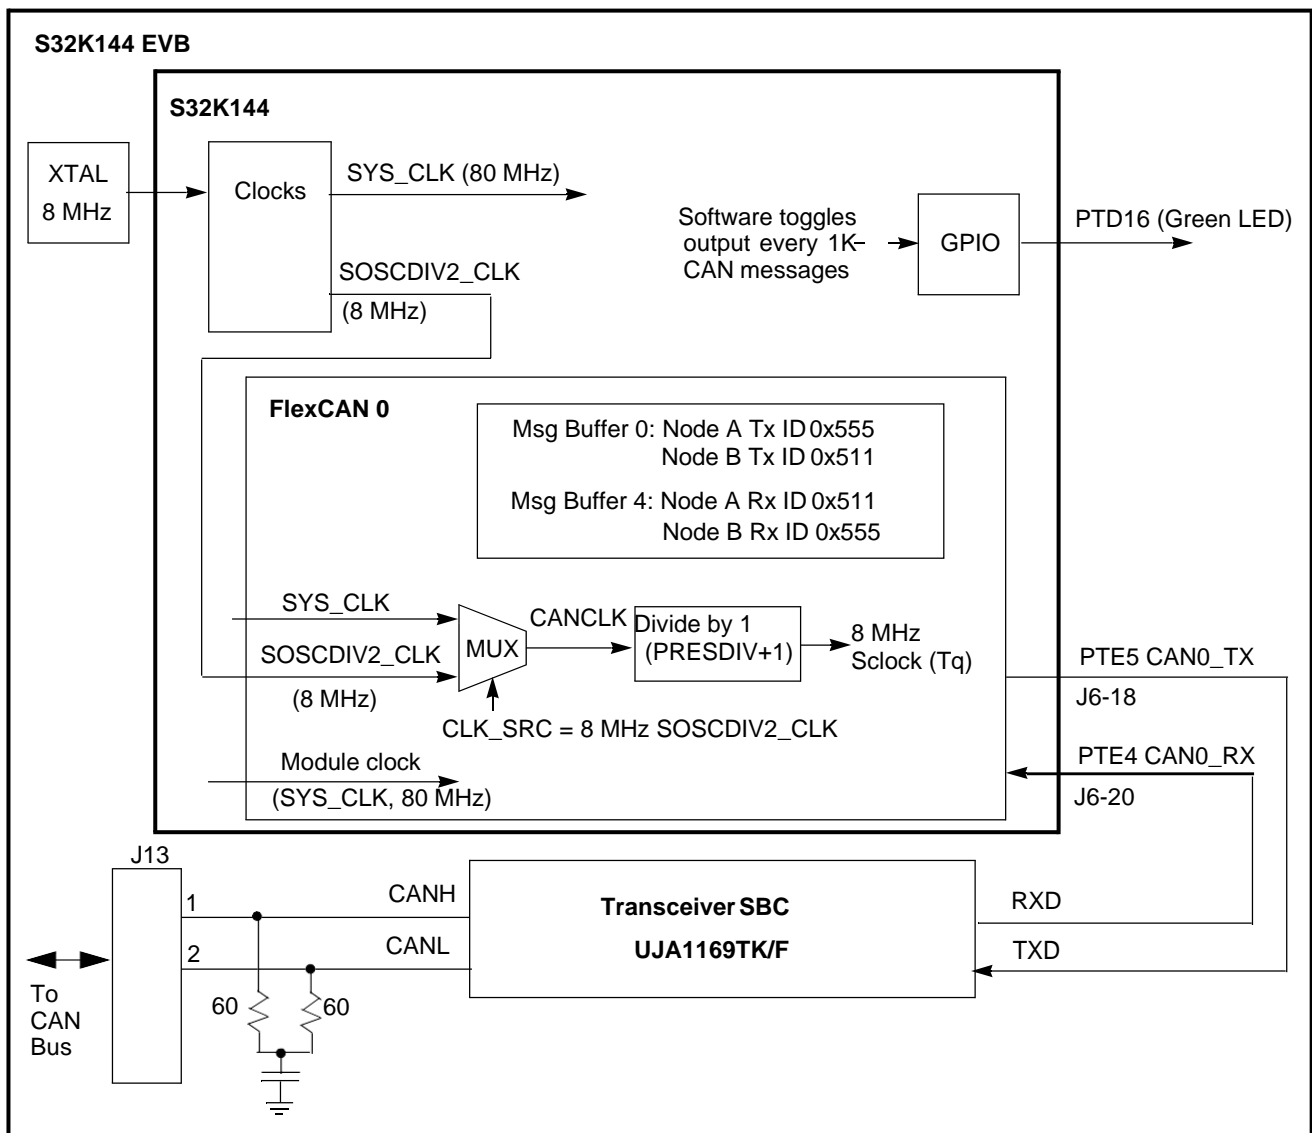 S32K144 EVB
S32K144
XTAL
8 MHz
Clocks
SYS_CLK (80 MHz)
SOSCDIV2_CLK
(8 MHz)
Software toggles
output every 1K
CAN messages
GPIO
PTD16 (Green LED)
FlexCAN 0
Msg Buffer 0: Node A Tx ID 0x555
Node B Tx ID 0x511
Msg Buffer 4: Node A Rx ID 0x511
Node B Rx ID 0x555
SYS_CLK
SOSCDIV2_CLK
(8 MHz)
MUX
CANCLK
Divide by 1
(PRESDIV+1)
8 MHz
Sclock (Tq)
CLK_SRC = 8 MHz SOSCDIV2_CLK
Module clock
(SYS_CLK, 80 MHz)
PTE5 CAN0_TX
J6-18
PTE4 CAN0_RX
J6-20
J13
1
2
CANH
CANL
Transceiver SBC
UJA1169TK/F
RXD
TXD
To
CAN
Bus
60
60